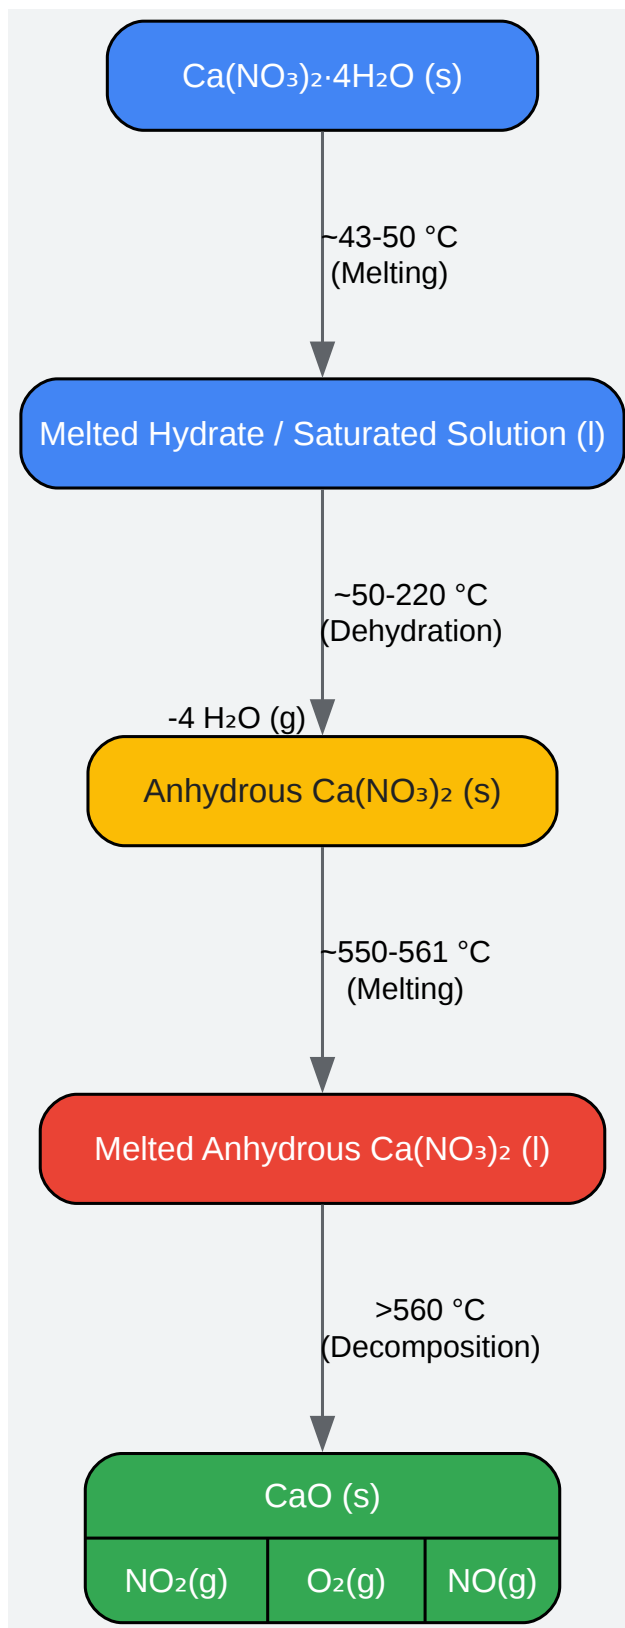 Ca(NO₃)₂·4H₂O (s)
~43-50 °C
(Melting)
Melted Hydrate / Saturated Solution (l)
~50-220 °C
(Dehydration)
-4 H₂O (g)
Anhydrous Ca(NO₃)₂ (s)
~550-561 °C
(Melting)
Melted Anhydrous Ca(NO₃)₂ (l)
>560 °C
(Decomposition)
CaO (s)
NO₂(g) O₂(g) NO(g)